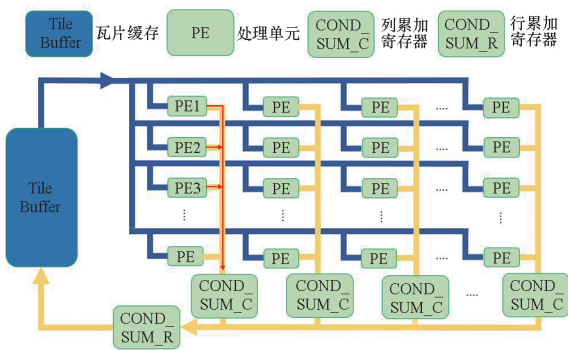 Tile
Buffer
瓦片缓存
PE
处理单元
COND_
SUM_C
列累加
寄存器
COND_
SUM_R
行累加
寄存器
Tile
Buffer
PE1 PE PE .... PE
PE2 PE PE .... PE
PE3 PE PE .... PE
PE PE PE .... PE
COND_
SUM_C
COND_
SUM_C
COND_
SUM_C
....
COND_
SUM_C
COND_
SUM_R